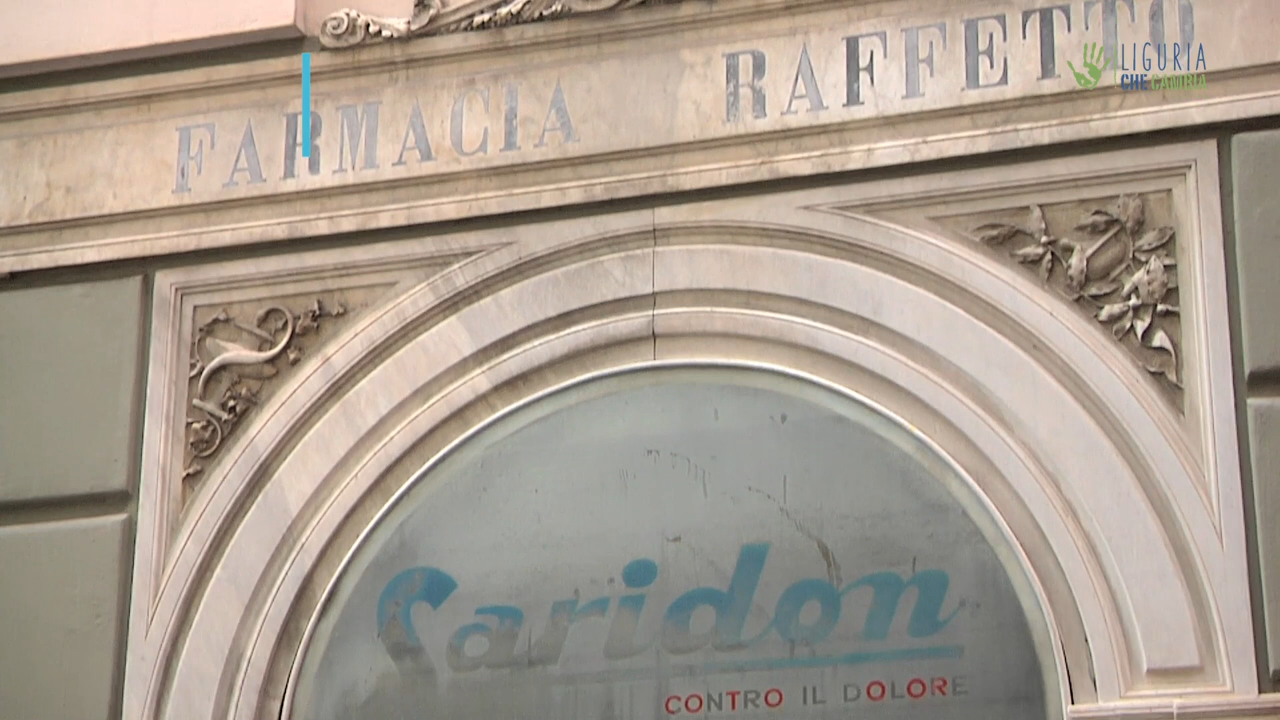 FARMACIA RAFFETTO
LIGURIA
CHE CAMBIA
Saridon
CONTRO IL DOLORE